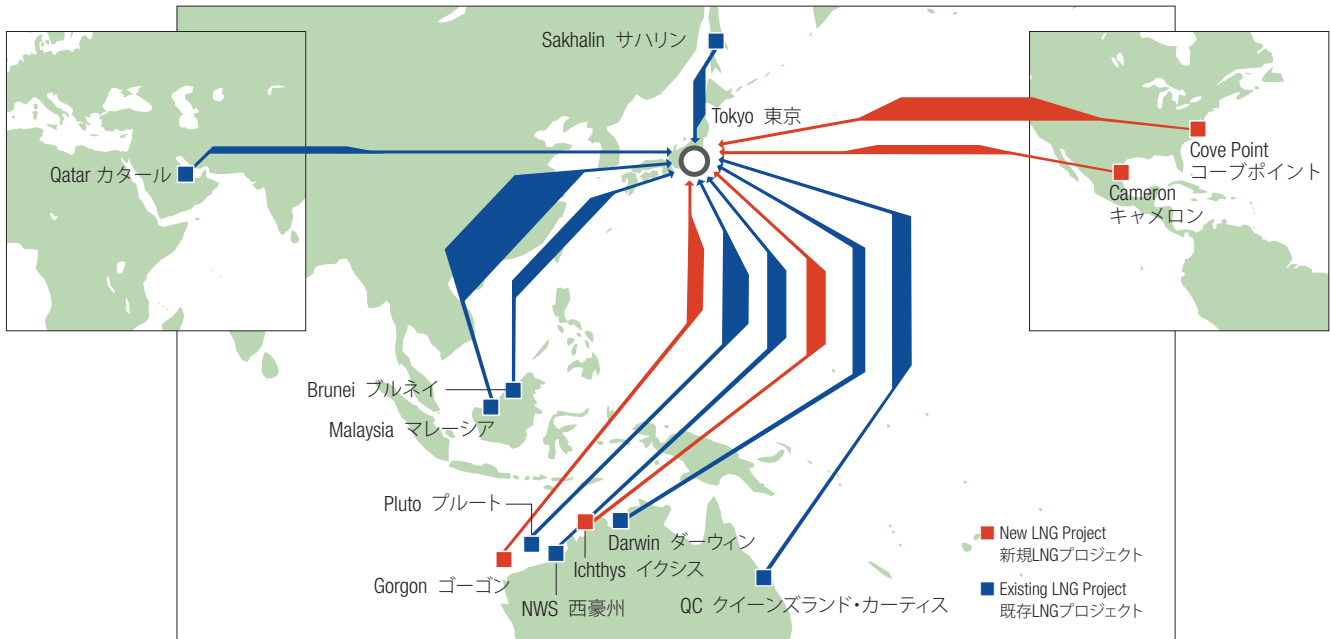 Sakhalin サハリン
Tokyo 東京
Qatar カタール
Cove Point
コーブポイント
Cameron
キャメロン
Brunei ブルネイ
Malaysia マレーシア
Pluto プルート
Gorgon ゴーゴン
NWS 西豪州
Ichthys イクシス
Darwin ダーウィン
QC クイーンズランド・カーティス
New LNG Project
新規LNGプロジェクト
Existing LNG Project
既存LNGプロジェクト